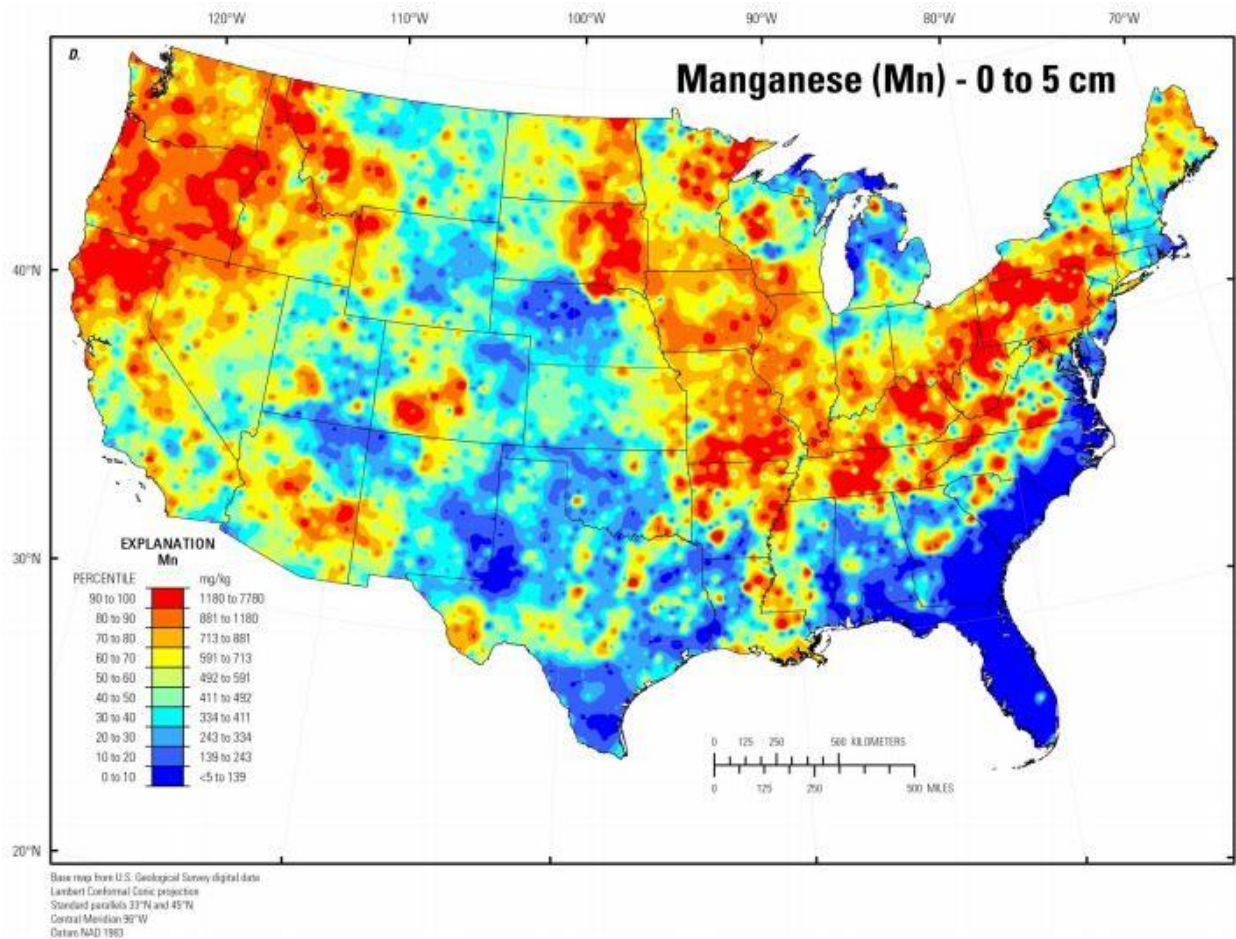 120°W 110°W 100°W 90°W 80°W 70°W
D.
Manganese (Mn) - 0 to 5 cm
40°N
30°N
EXPLANATION
Mn
PERCENTILE mg/kg
90 to 100 1180 to 7780
80 to 90 881 to 1180
70 to 80 713 to 881
60 to 70 591 to 713
50 to 60 492 to 591
40 to 50 411 to 492
30 to 40 334 to 411
20 to 30 243 to 334
10 to 20 139 to 243
0 to 10 <5 to 139
0 125 250 500 KILOMETERS
0 125 250 500 MILES
20°N
Base map from U.S. Geological Survey digital data
Lambert Conformal Conic projection
Standard parallels 33°N and 45°N
Central Meridian 96°W
Datum NAD 1983